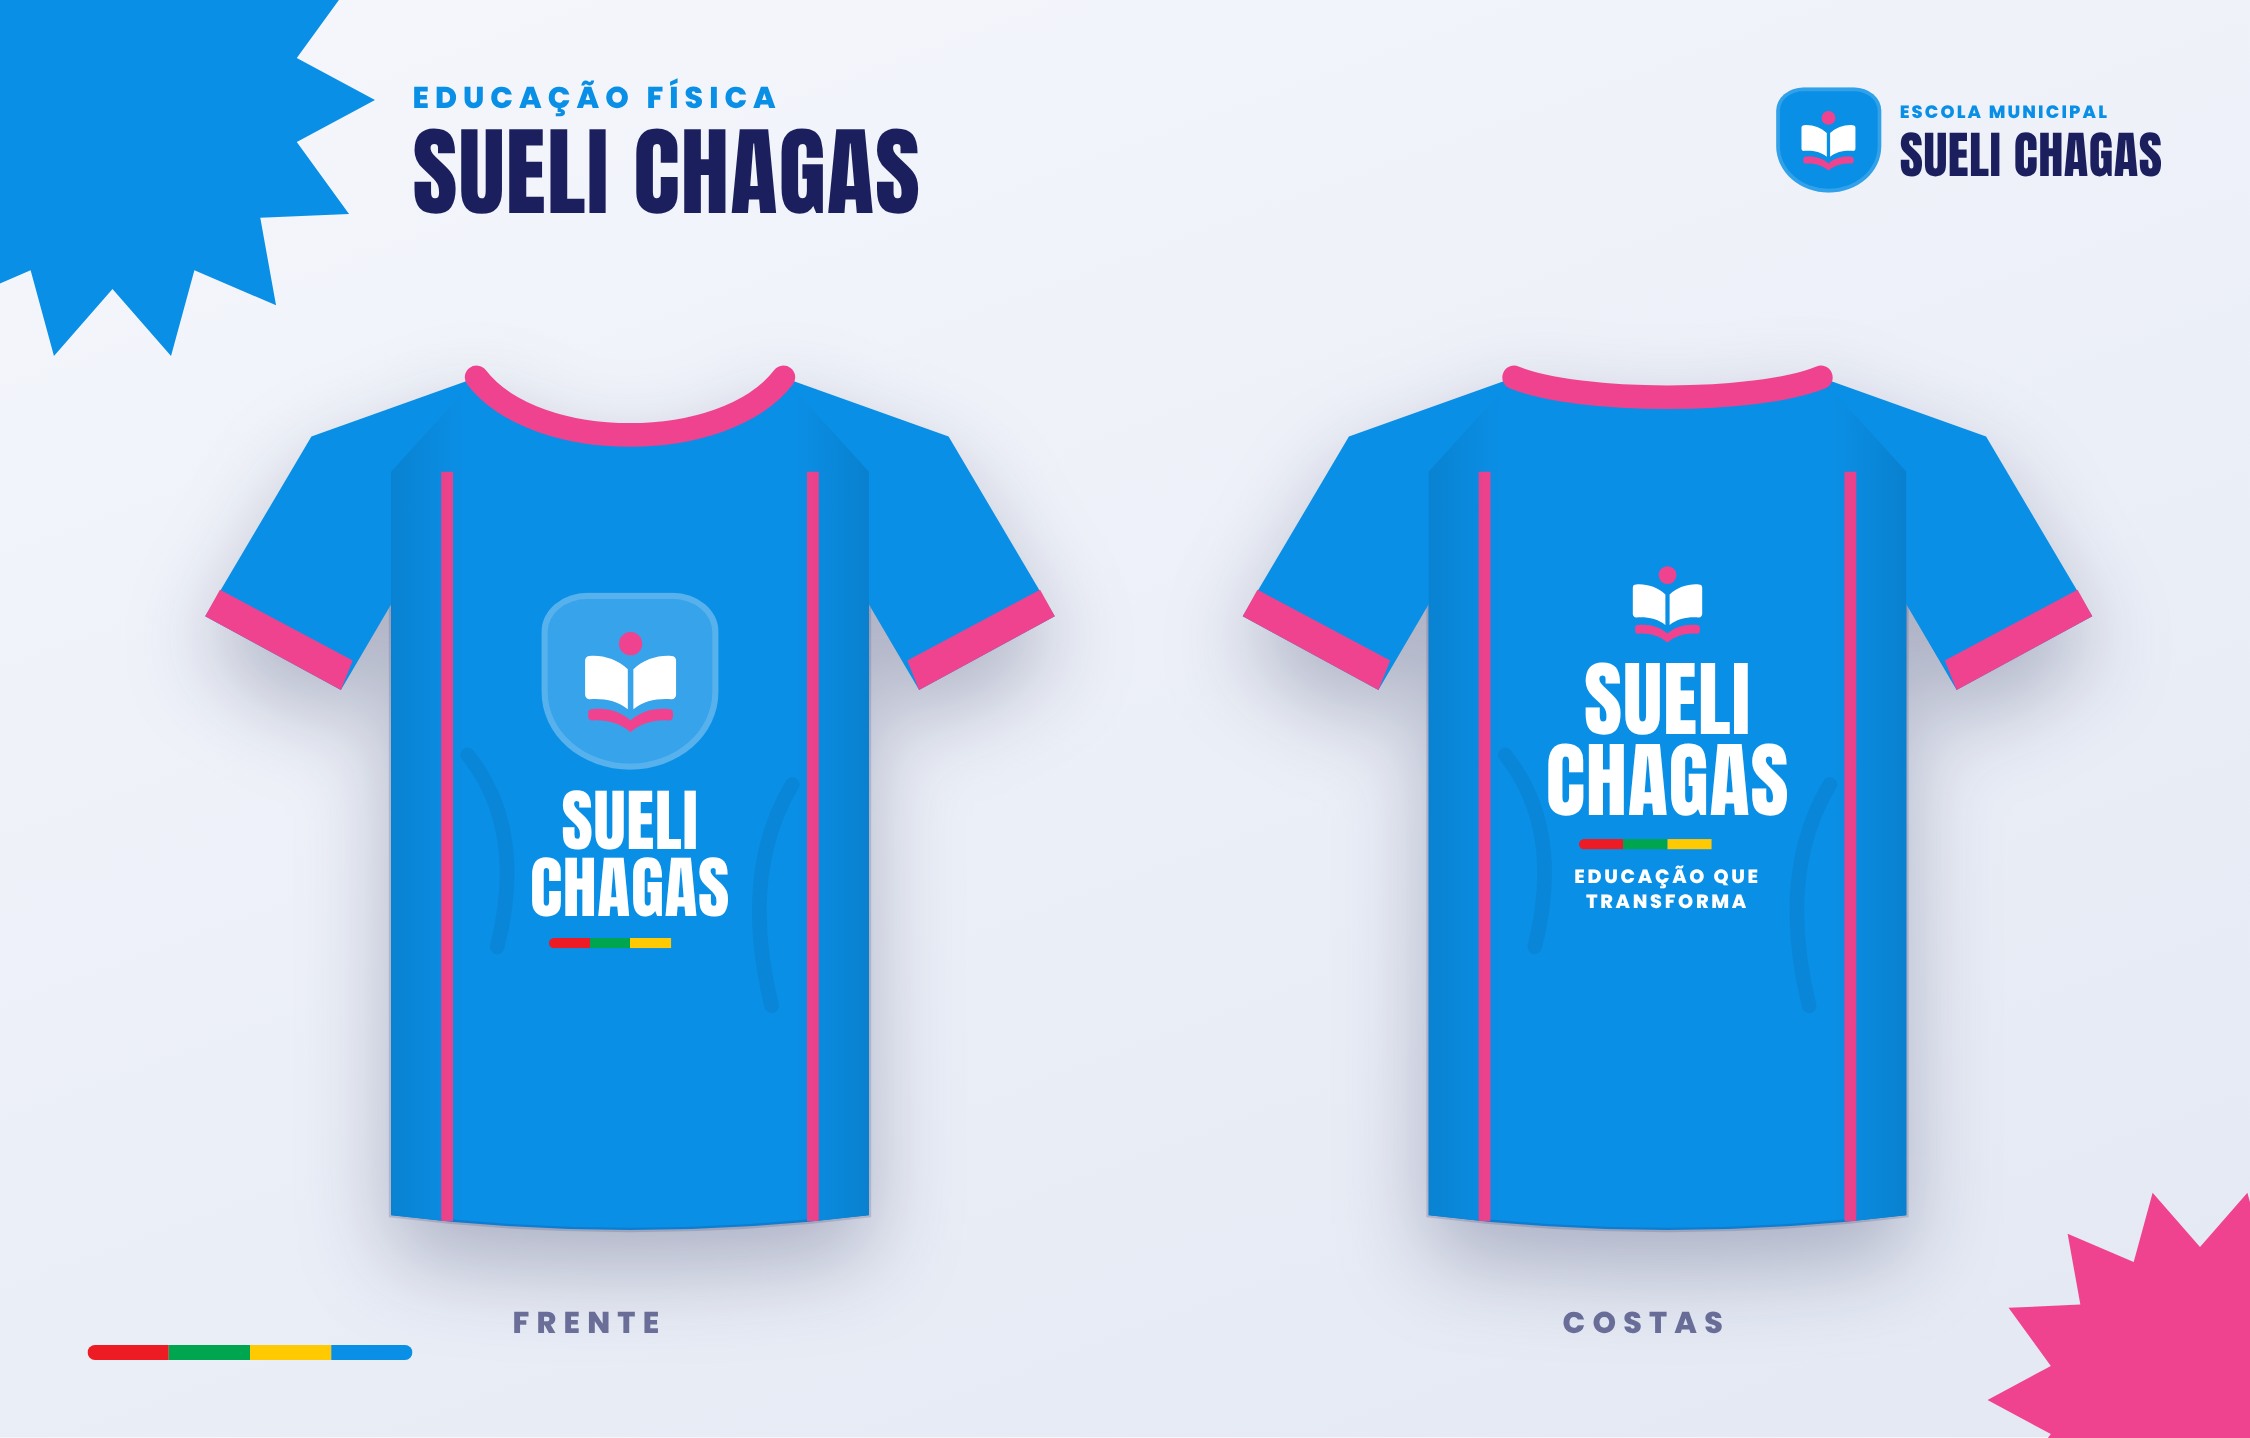 EDUCAÇÃO FÍSICA
SUELI CHAGAS
ESCOLA MUNICIPAL
SUELI CHAGAS
SUELI
CHAGAS
SUELI
CHAGAS
EDUCAÇÃO QUE
TRANSFORMA
FRENTE
COSTAS